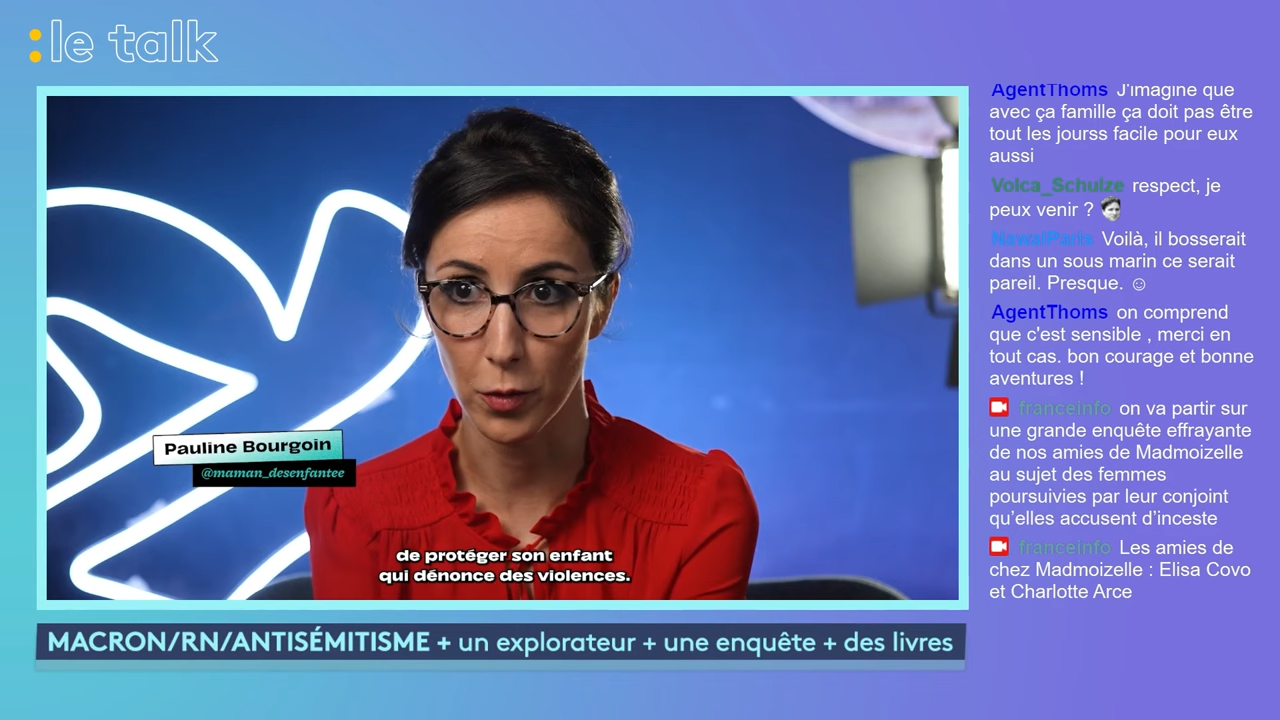 :le talk
Pauline Bourgoin
@maman_desenfantee
de protéger son enfant
qui dénonce des violences.
MACRON/RN/ANTISÉMITISME + un explorateur + une enquête + des livres
AgentThoms J'imagine que
avec ça famille ça doit pas être
tout les jourss facile pour eux
aussi
Volca_Schulze respect, je
peux venir ?
NawalParis Voilà, il bosserait
dans un sous marin ce serait
pareil. Presque. ☺
AgentThoms on comprend
que c'est sensible , merci en
tout cas. bon courage et bonne
aventures !
franceinfo on va partir sur
une grande enquête effrayante
de nos amies de Madmoizelle
au sujet des femmes
poursuivies par leur conjoint
qu'elles accusent d'inceste
franceinfo Les amies de
chez Madmoizelle : Elisa Covo
et Charlotte Arce